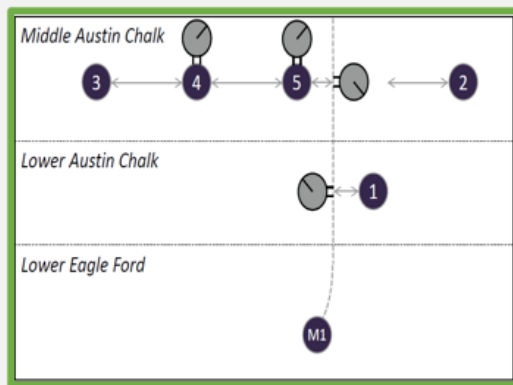 Middle Austin Chalk
3 4 5 2
Lower Austin Chalk
1
Lower Eagle Ford
M1